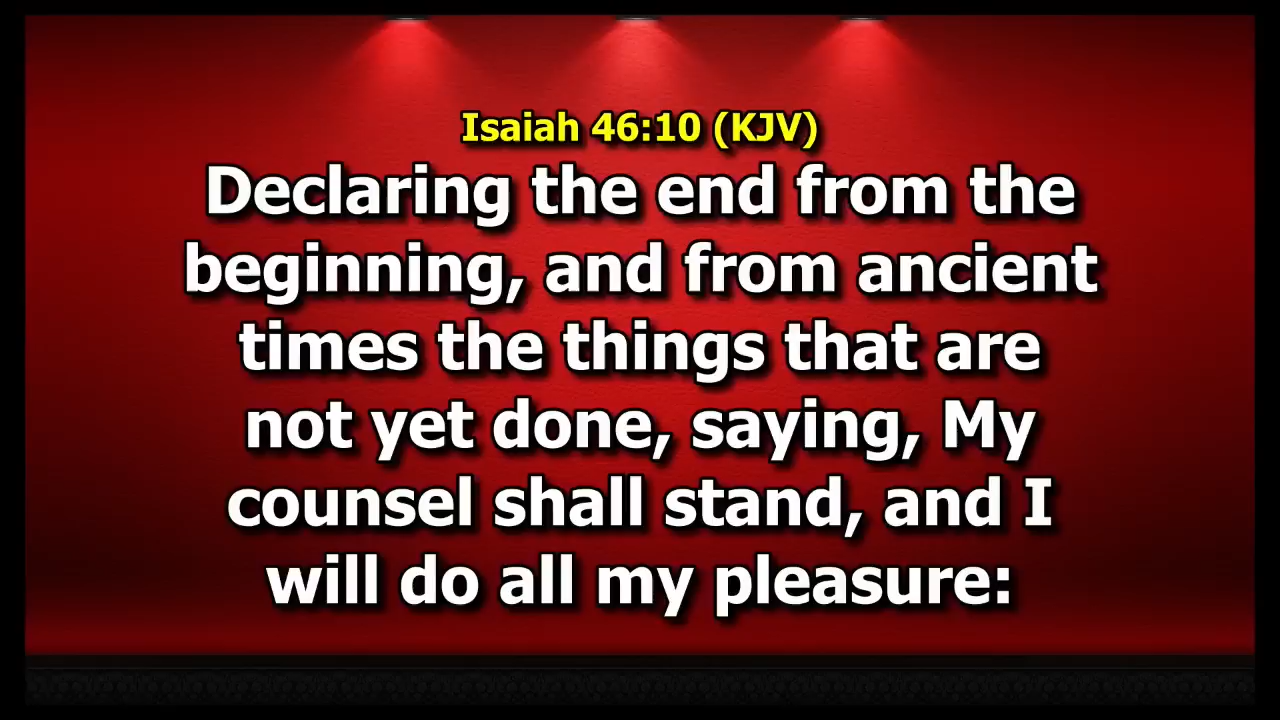 Isaiah 46:10 (KJV)
Declaring the end from the
beginning, and from ancient
times the things that are
not yet done, saying, My
counsel shall stand, and I
will do all my pleasure: